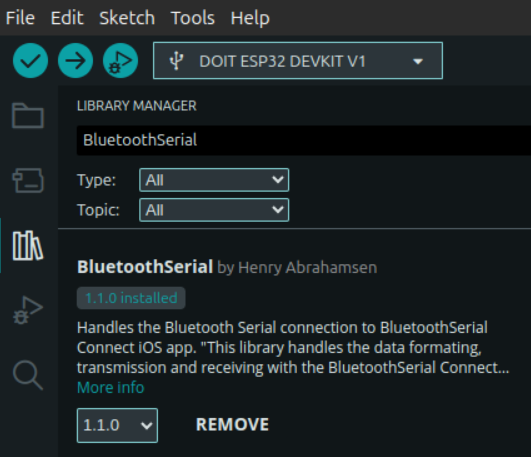 File Edit Sketch Tools Help
DOIT ESP32 DEVKIT V1
LIBRARY MANAGER
BluetoothSerial
Type: All
Topic: All
BluetoothSerial by Henry Abrahamsen
1.1.0 installed
Handles the Bluetooth Serial connection to BluetoothSerial
Connect iOS app. "This library handles the data formating,
transmission and receiving with the BluetoothSerial Connect...
More info
1.1.0 REMOVE